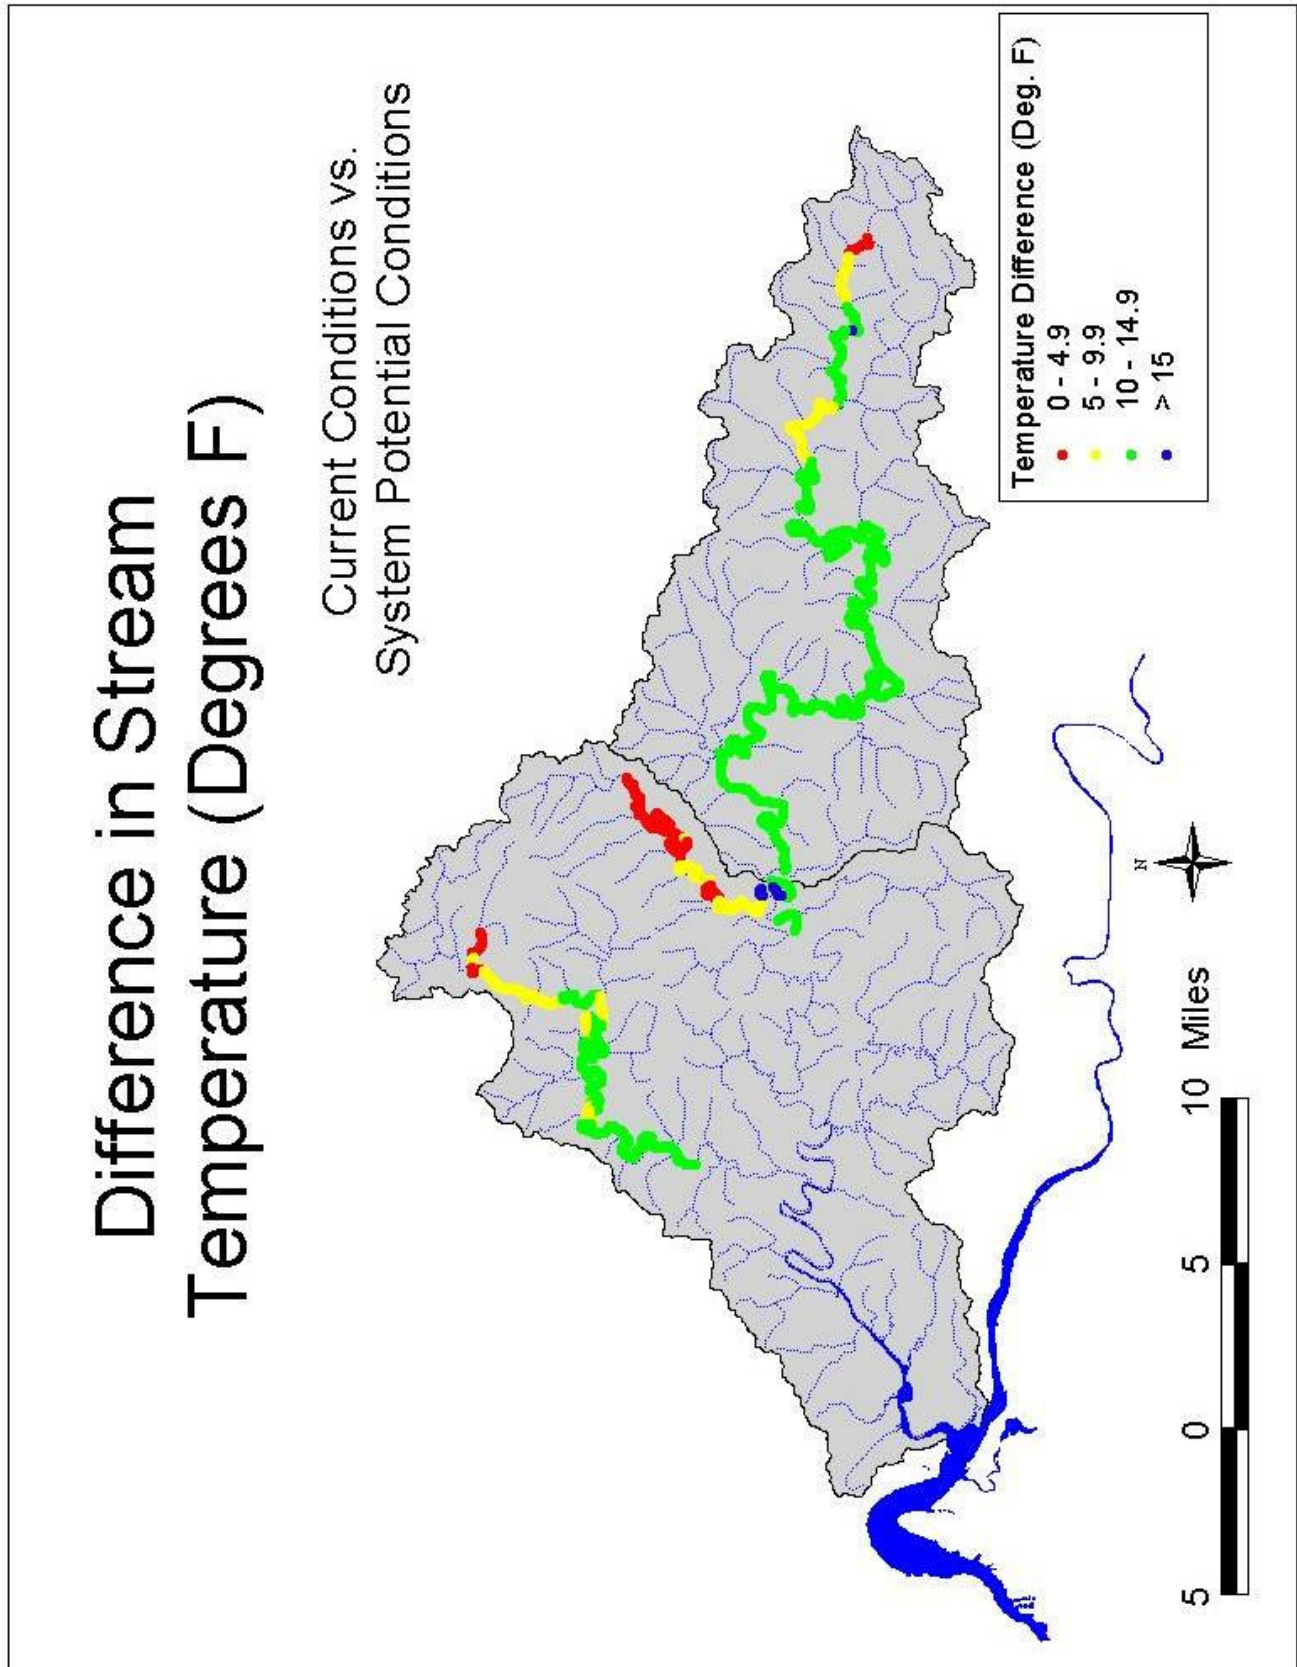 Difference in Stream
Temperature (Degrees F)
Current Conditions vs.
System Potential Conditions
Temperature Difference (Deg. F)
0 - 4.9
5 - 9.9
10 - 14.9
> 15
N
5 0 5 10 Miles